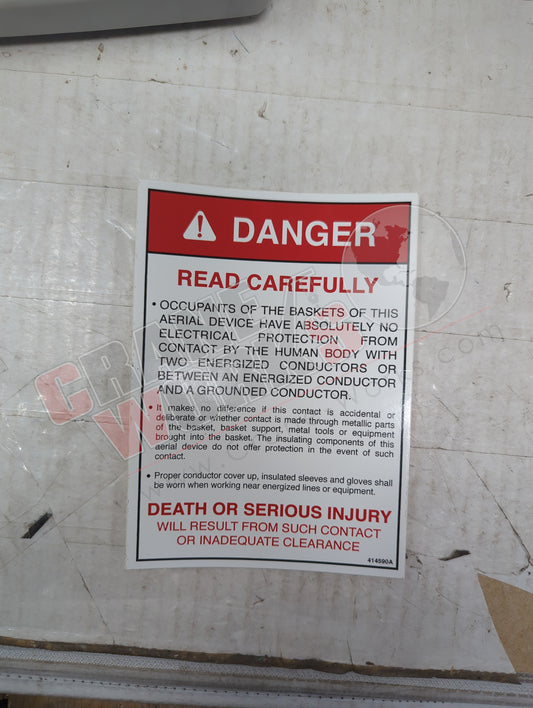 DANGER
READ CAREFULLY
• OCCUPANTS OF THE BASKETS OF THIS
AERIAL DEVICE HAVE ABSOLUTELY NO
ELECTRICAL PROTECTION FROM
CONTACT BY THE HUMAN BODY WITH
TWO ENERGIZED CONDUCTORS OR
BETWEEN AN ENERGIZED CONDUCTOR
AND A GROUNDED CONDUCTOR.
• It makes no difference if this contact is accidental or
deliberate or whether contact is made through metallic parts
of the basket, basket support, metal tools or equipment
brought into the basket. The insulating components of this
aerial device do not offer protection in the event of such
contact.
• Proper conductor cover up, insulated sleeves and gloves shall
be worn when working near energized lines or equipment.
DEATH OR SERIOUS INJURY
WILL RESULT FROM SUCH CONTACT
OR INADEQUATE CLEARANCE
414590A